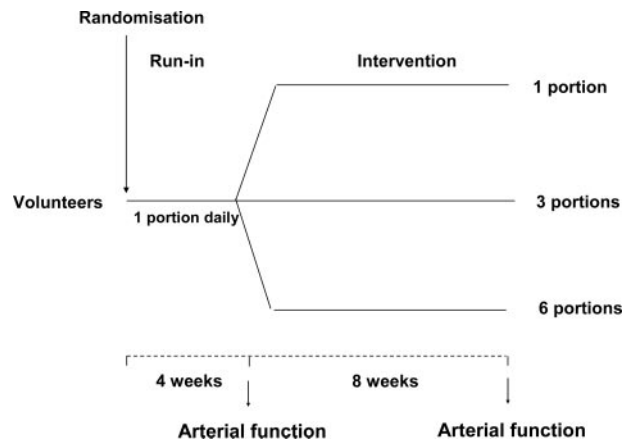 Randomisation
Run-in
Intervention
1 portion
Volunteers
1 portion daily
3 portions
6 portions
4 weeks
8 weeks
Arterial function
Arterial function